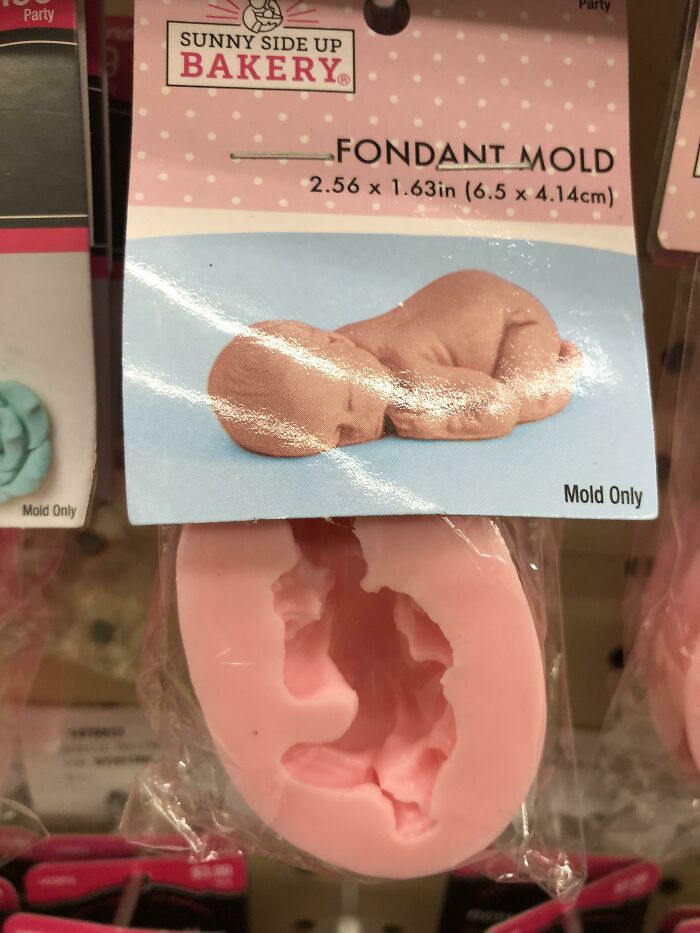 Party
Party
SUNNY SIDE UP
BAKERY®
FONDANT MOLD
2.56 x 1.63in (6.5 x 4.14cm)
Mold Only
Mold Only